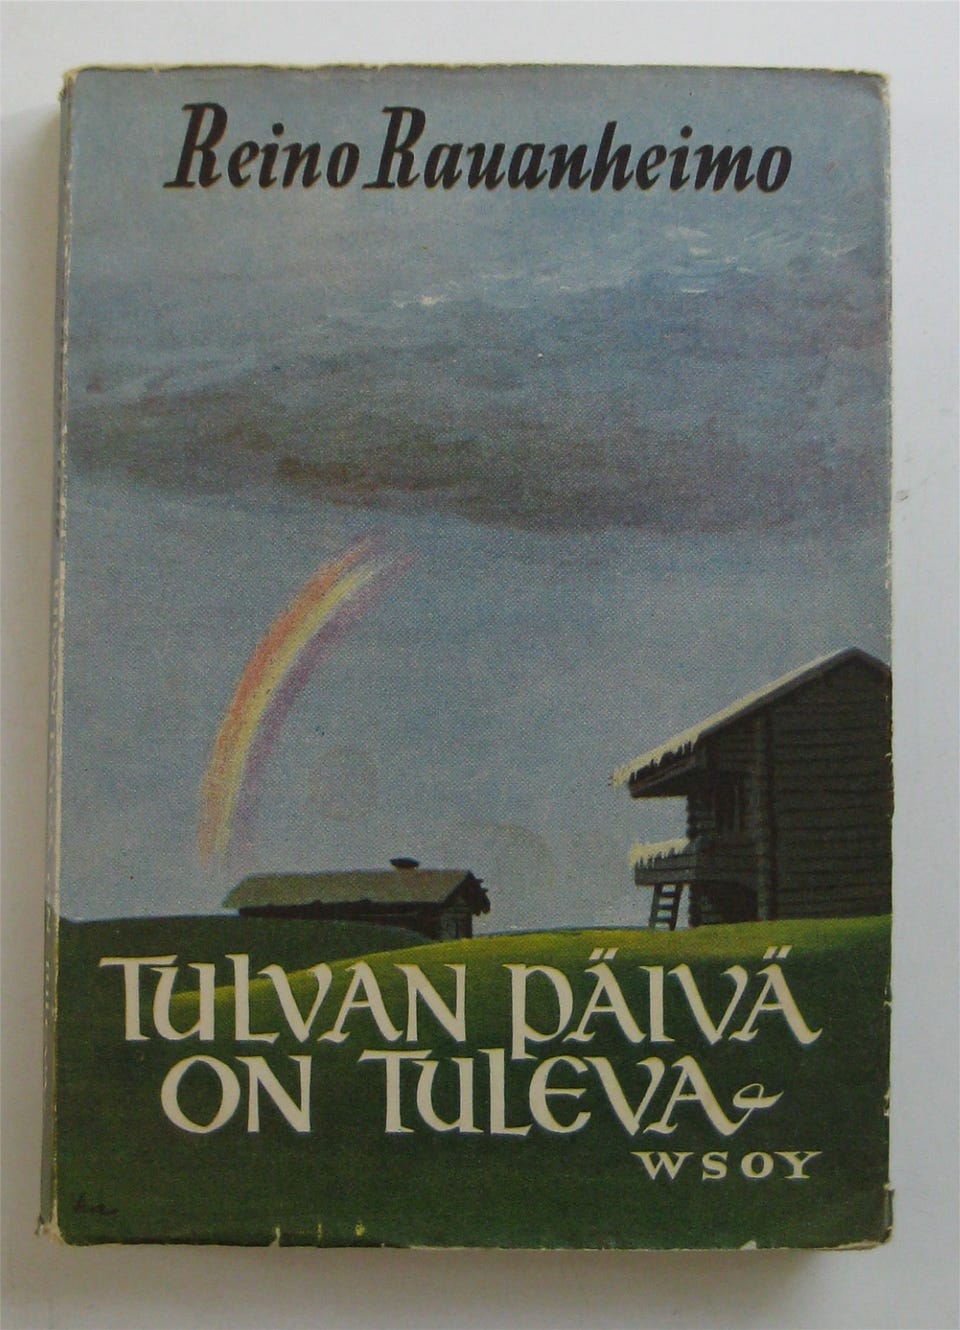 Reino Rauanheimo
TULVAN PÄIVÄ
ON TULEVA
WSOY